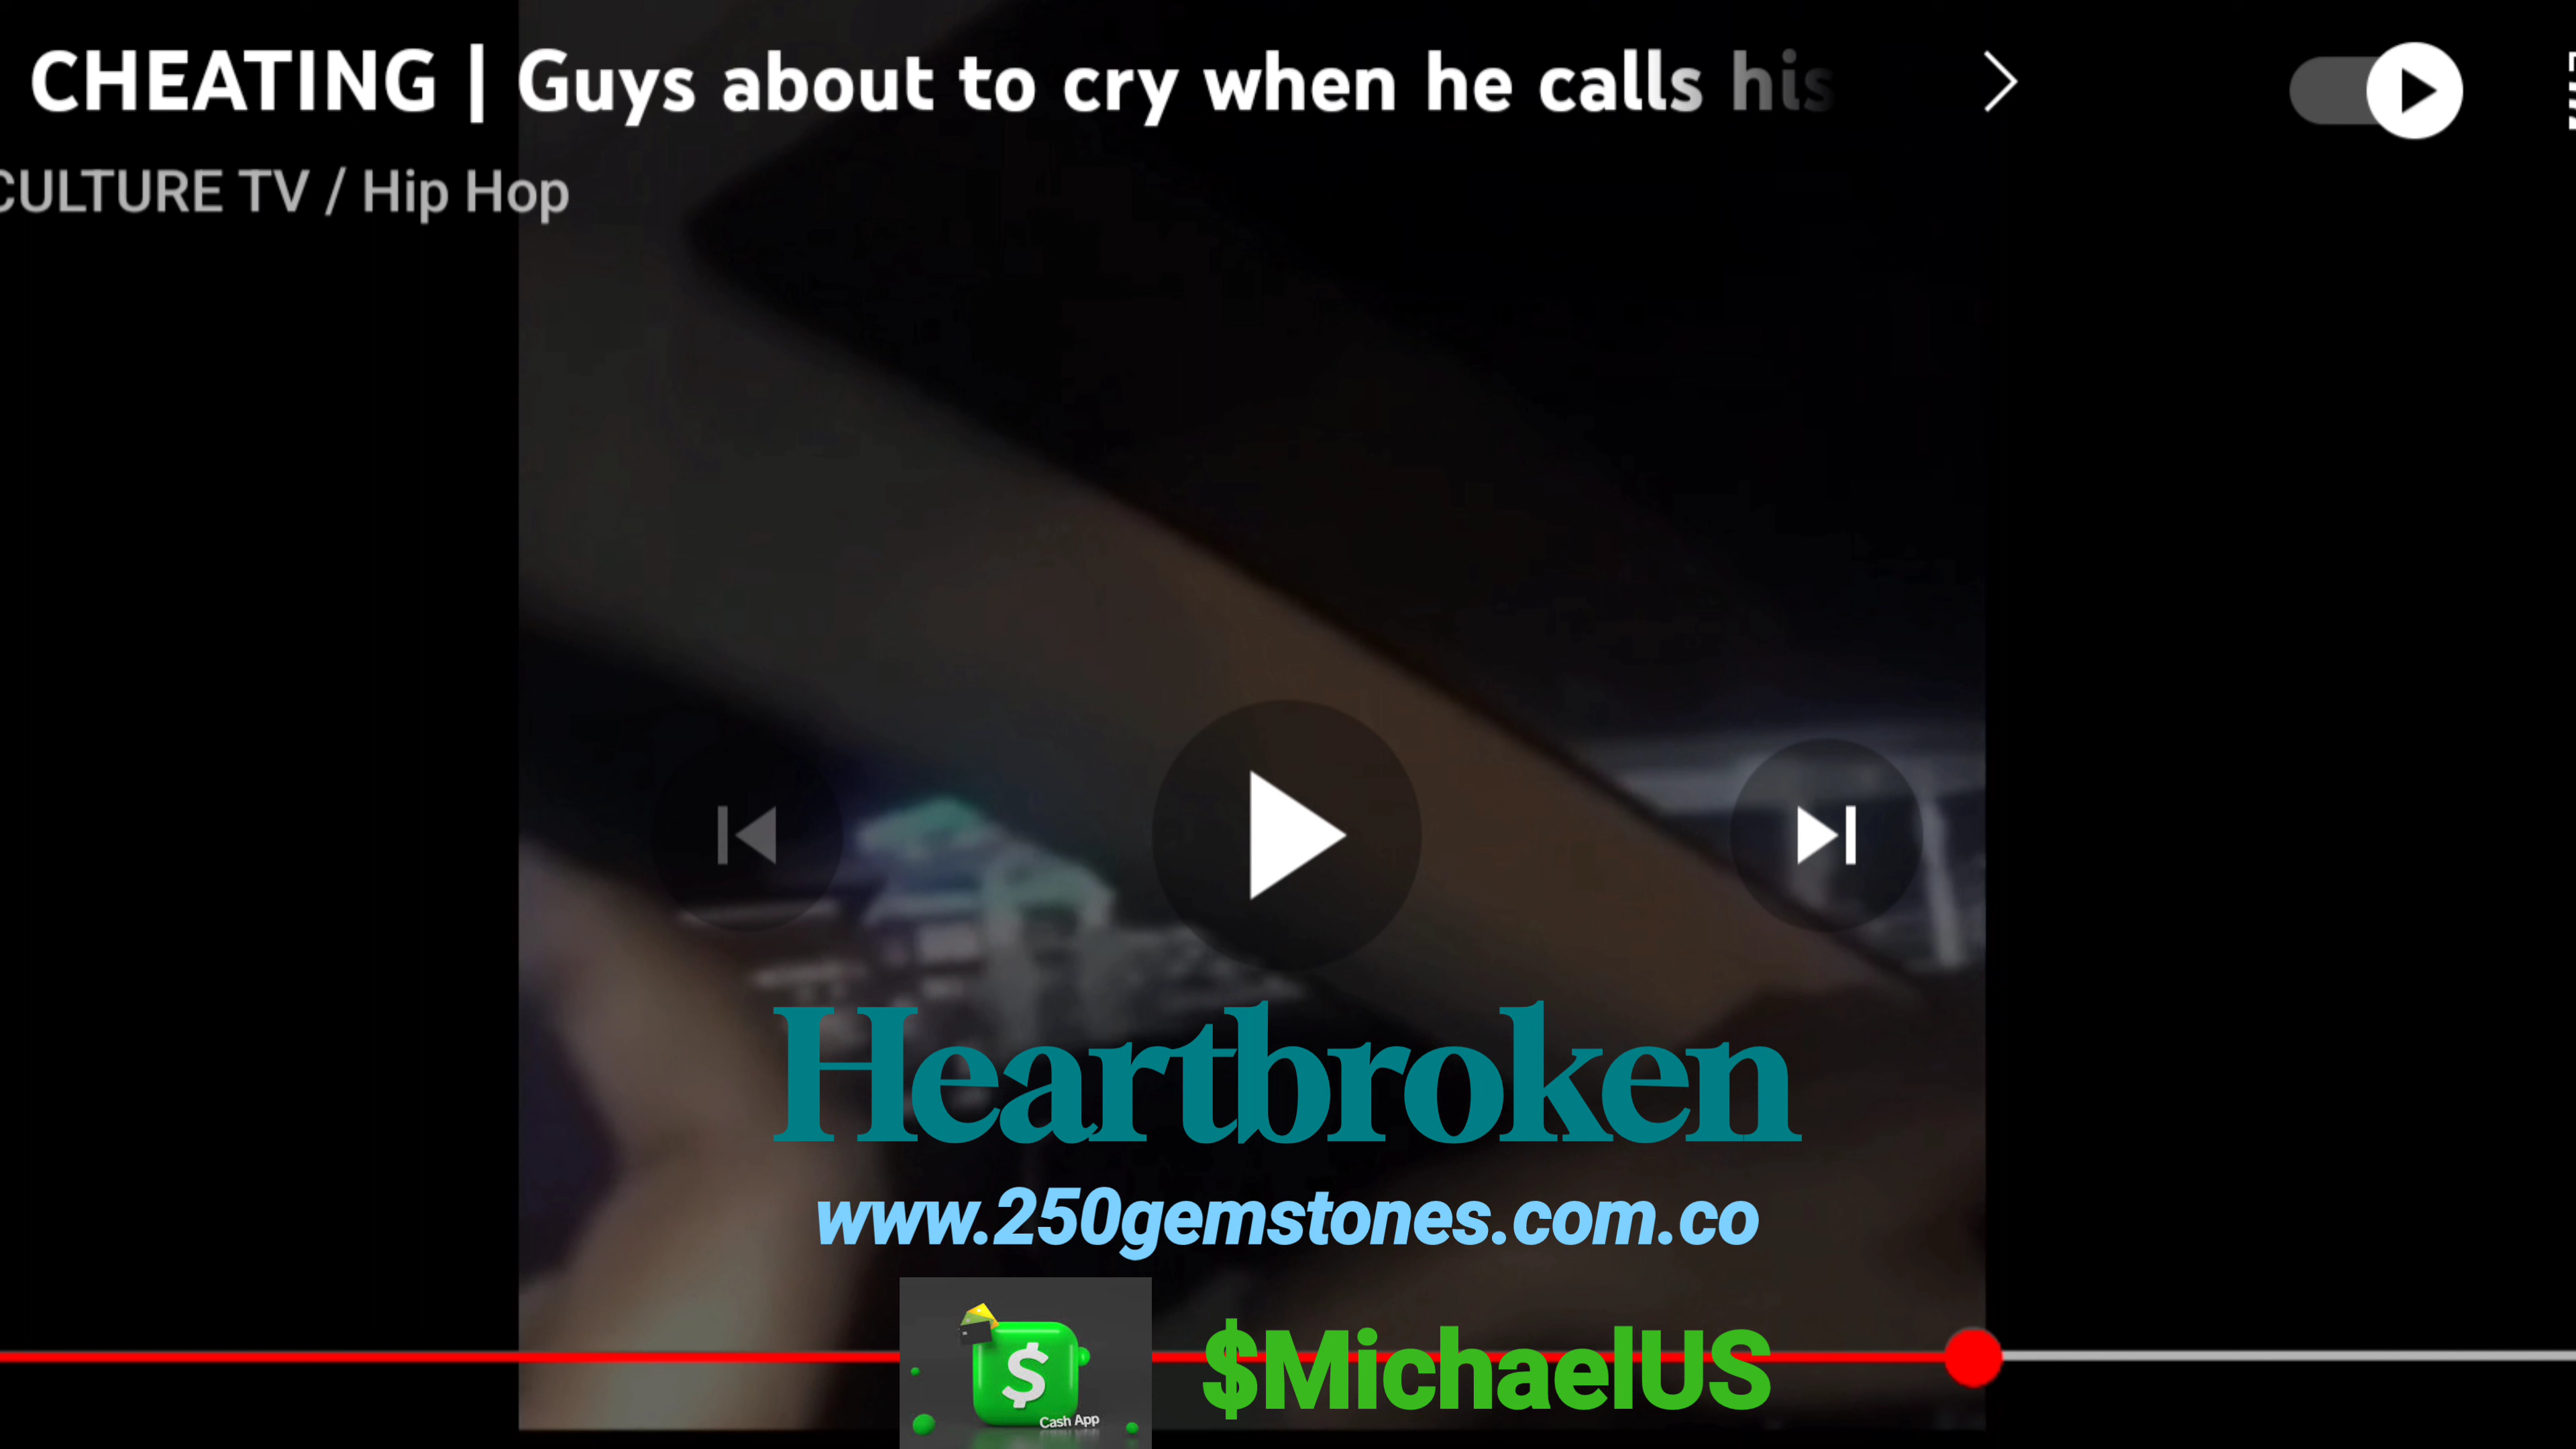 CHEATING | Guys about to cry when he calls his
CULTURE TV / Hip Hop
Heartbroken
www.250gemstones.com.co
$
Cash App
$MichaelUS